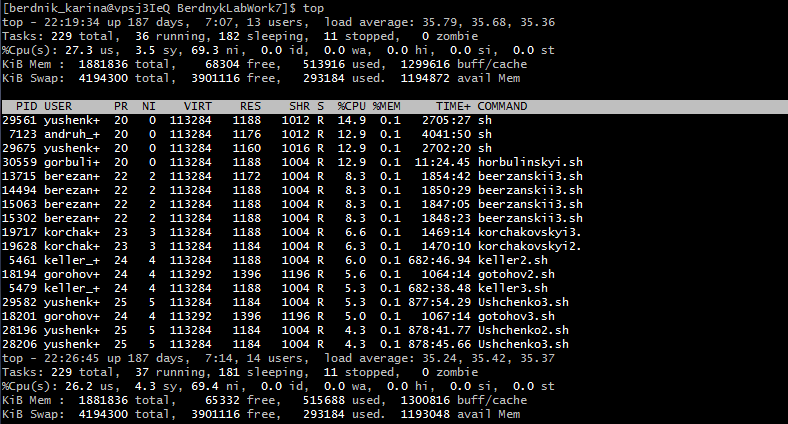 [berdnik_karina@vpsj3IeQ BerdnykLabWork7]$ top
top - 22:19:34 up 187 days,  7:07, 13 users,  load average: 35.79, 35.68, 35.36
Tasks: 229 total,  36 running, 182 sleeping,  11 stopped,   0 zombie
%Cpu(s): 27.3 us,  3.5 sy, 69.3 ni,  0.0 id,  0.0 wa,  0.0 hi,  0.0 si,  0.0 st
KiB Mem :  1881836 total,    68304 free,   513916 used,  1299616 buff/cache
KiB Swap:  4194300 total,  3901116 free,   293184 used.  1194872 avail Mem
PID USER      PR  NI    VIRT    RES    SHR S  %CPU %MEM     TIME+ COMMAND
29561 yushenk+  20   0  113284   1188   1012 R  14.9  0.1   2705:27 sh
7123 andruh_+  20   0  113284   1176   1012 R  12.9  0.1   4041:50 sh
29675 yushenk+  20   0  113284   1160   1016 R  12.9  0.1   2702:20 sh
30559 gorbuli+  20   0  113284   1188   1004 R  12.9  0.1  11:24.45 horbulinskyi.sh
13715 berezan+  22   2  113284   1172   1004 R   8.3  0.1   1854:42 beerzanskii3.sh
14494 berezan+  22   2  113284   1188   1004 R   8.3  0.1   1850:29 beerzanskii3.sh
15063 berezan+  22   2  113284   1188   1004 R   8.3  0.1   1847:05 beerzanskii3.sh
15302 berezan+  22   2  113284   1188   1004 R   8.3  0.1   1848:23 beerzanskii3.sh
19717 korchak+  23   3  113284   1188   1004 R   6.6  0.1   1469:14 korchakovskyi3.
19628 korchak+  23   3  113284   1184   1004 R   6.3  0.1   1470:10 korchakovskyi2.
5461 keller_+  24   4  113284   1188   1004 R   6.0  0.1 682:46.94 keller2.sh
18194 gorohov+  24   4  113292   1396   1196 R   5.6  0.1   1064:14 gotohov2.sh
5479 keller_+  24   4  113284   1188   1004 R   5.3  0.1 682:38.48 keller3.sh
29582 yushenk+  25   5  113284   1184   1004 R   5.3  0.1 877:54.29 Ushchenko3.sh
18201 gorohov+  24   4  113292   1396   1196 R   5.0  0.1   1067:14 gotohov3.sh
28196 yushenk+  25   5  113284   1184   1004 R   4.3  0.1 878:41.77 Ushchenko2.sh
28206 yushenk+  25   5  113284   1184   1004 R   4.3  0.1 878:45.66 Ushchenko3.sh
top - 22:26:45 up 187 days,  7:14, 14 users,  load average: 35.24, 35.42, 35.37
Tasks: 229 total,  37 running, 181 sleeping,  11 stopped,   0 zombie
%Cpu(s): 26.2 us,  4.3 sy, 69.4 ni,  0.0 id,  0.0 wa,  0.0 hi,  0.0 si,  0.0 st
KiB Mem :  1881836 total,    65332 free,   515688 used,  1300816 buff/cache
KiB Swap:  4194300 total,  3901116 free,   293184 used.  1193048 avail Mem